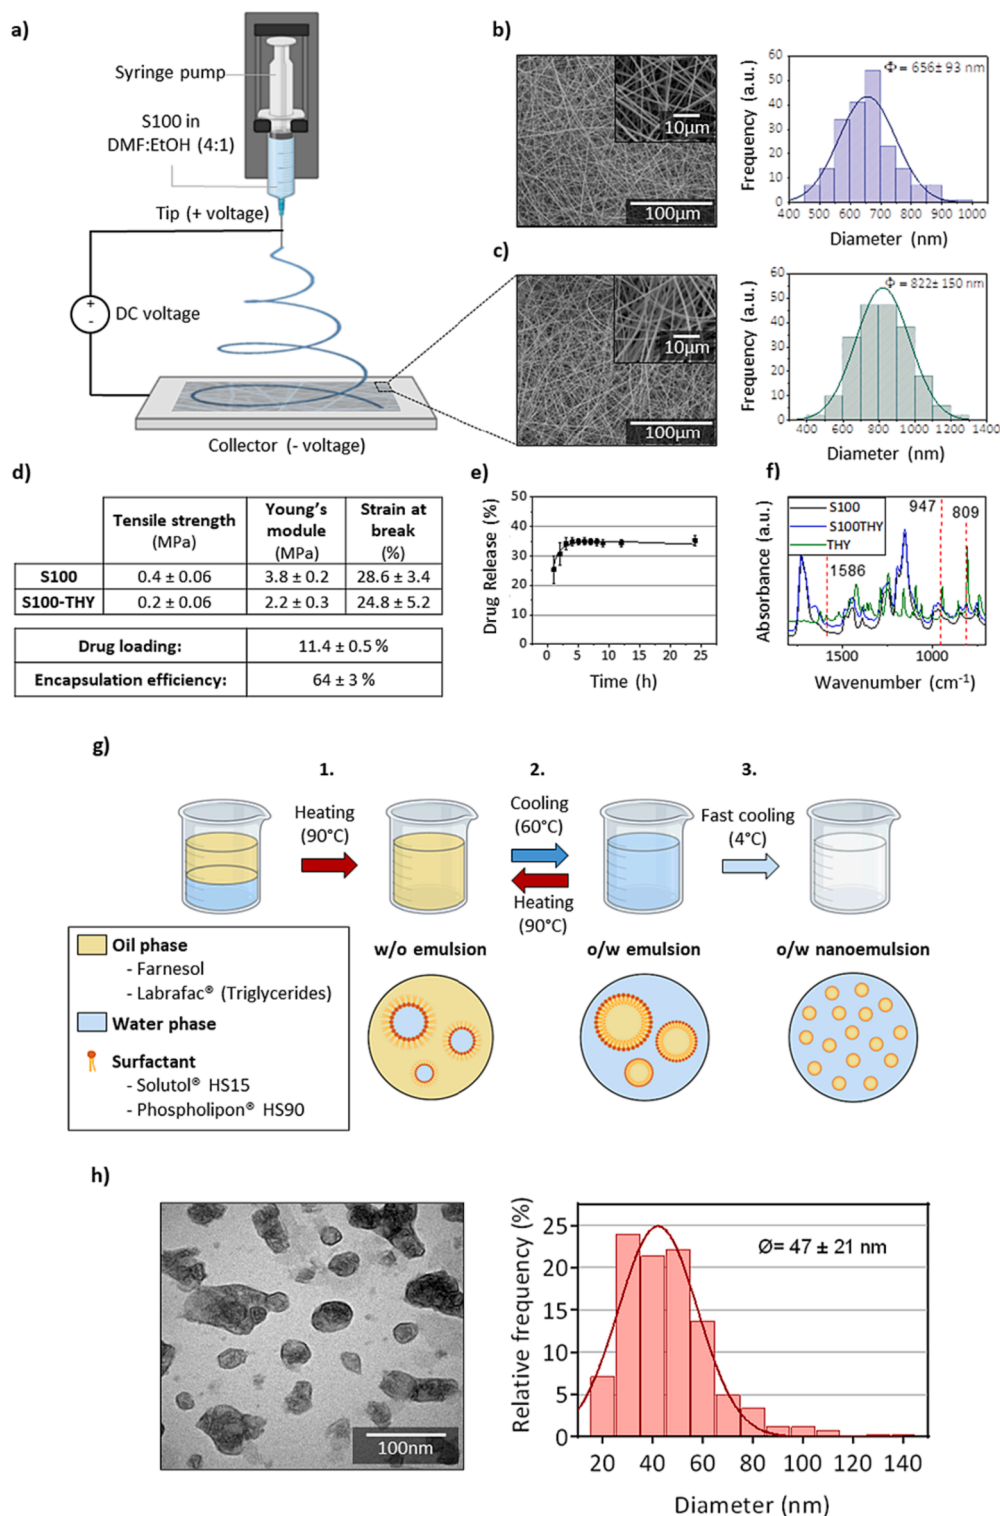 a)
Syringe pump
S100 in
DMF:EtOH (4:1)
Tip (+ voltage)
+
-
DC voltage
Collector (- voltage)
b)
10µm
100µm
Frequency (a.u.)
60
50
40
30
20
10
0
Φ = 656± 93 nm
400 500 600 700 800 900 1000
Diameter (nm)
c)
10µm
100µm
Frequency (a.u.)
60
50
40
30
20
10
0
Φ = 822± 150 nm
400 600 800 1000 1200 1400
Diameter (nm)
d)
Tensile strength (MPa) Young's module (MPa) Strain at break (%)
S100 0.4 ± 0.06 3.8 ± 0.2 28.6 ± 3.4
S100-THY 0.2 ± 0.06 2.2 ± 0.3 24.8 ± 5.2
Drug loading: 11.4 ± 0.5 %
Encapsulation efficiency: 64 ± 3 %
e)
Drug Release (%)
50
40
30
20
10
0
0 5 10 15 20 25
Time (h)
f)
Absorbance (a.u.)
S100
S100THY
THY
947
809
1586
1500 1000
Wavenumber (cm⁻¹)
g)
1.
2.
3.
Heating
(90°C)
Cooling
(60°C)
Heating
(90°C)
Fast cooling
(4°C)
Oil phase
- Farnesol
- Labrafac® (Triglycerides)
Water phase
Surfactant
- Solutol® HS15
- Phospholipon® HS90
w/o emulsion
o/w emulsion
o/w nanoemulsion
h)
100nm
Relative frequency (%)
25
20
15
10
5
0
Ø= 47 ± 21 nm
20 40 60 80 100 120 140
Diameter (nm)